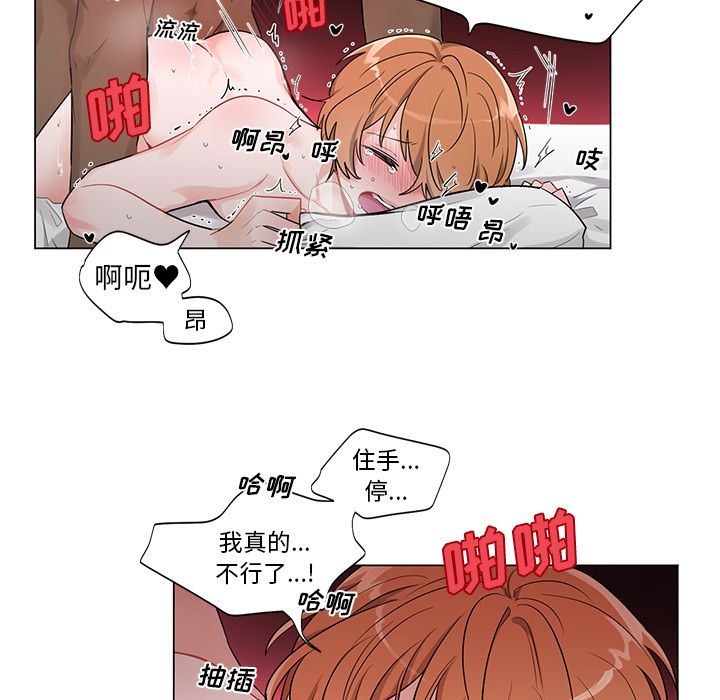 流流
啪
啪
啊昂
呼
吱
呼唔
昂
抓紧
啊呃♥
昂
住手...
停...
哈啊
我真的...
不行了...!
啪啪
哈啊
抽插